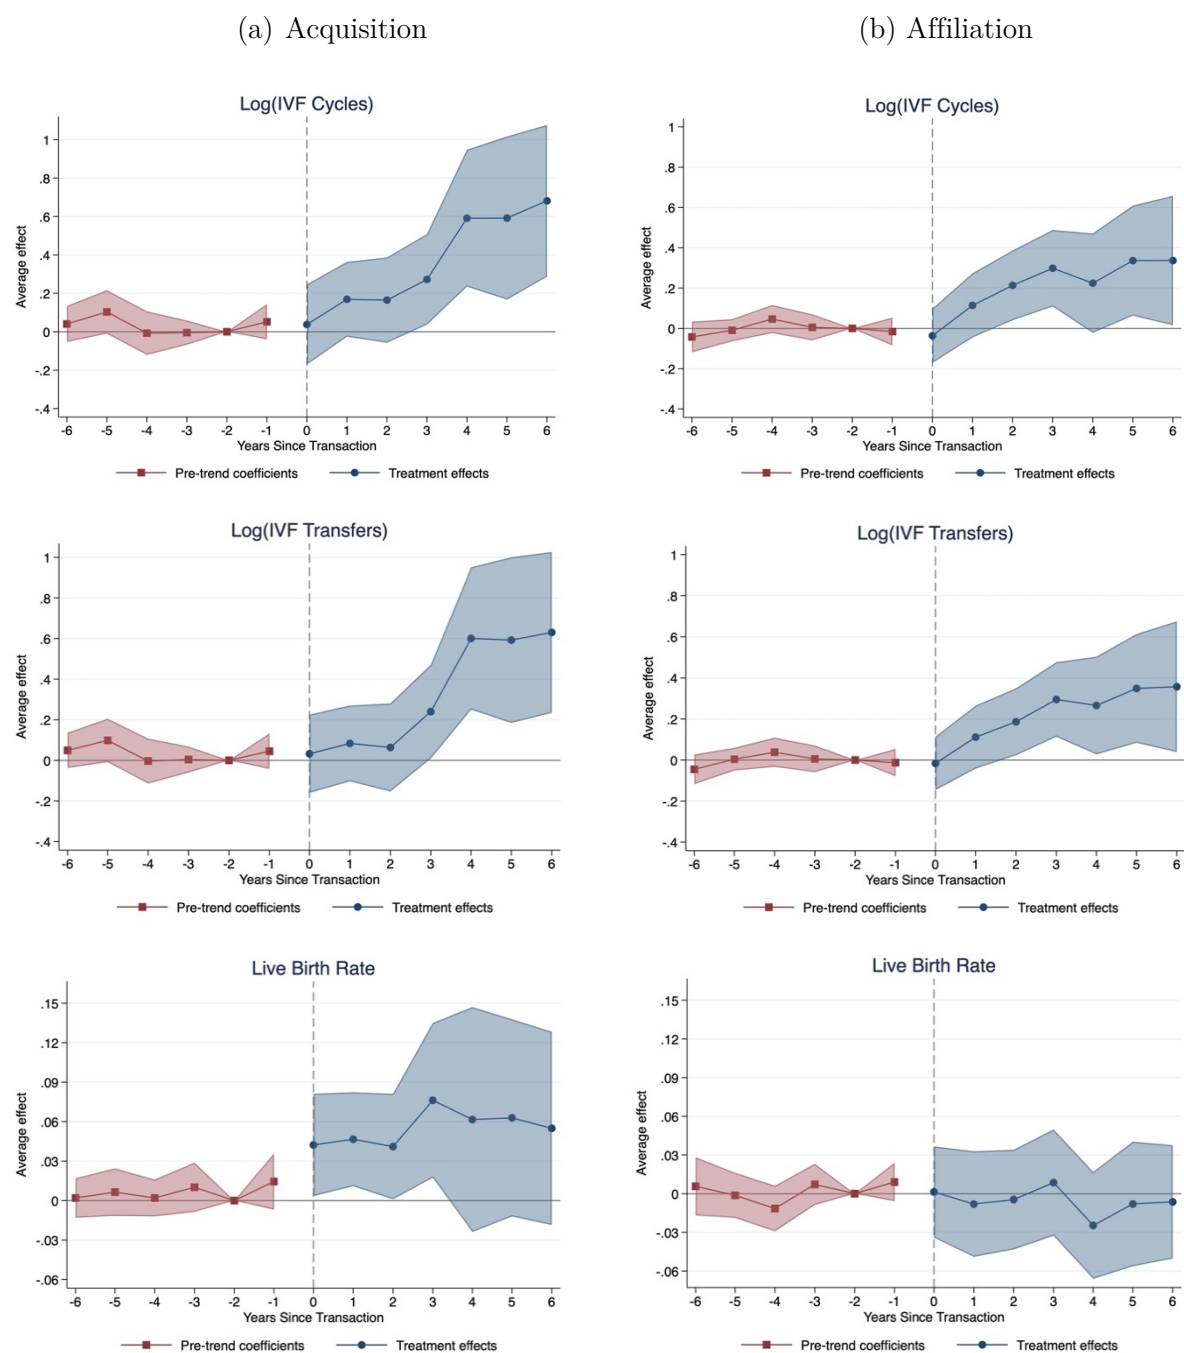 (a) Acquisition
(b) Affiliation
Log(IVF Cycles)
Average effect
1
.8
.6
.4
.2
0
-.2
-.4
-6 -5 -4 -3 -2 -1 0 1 2 3 4 5 6
Years Since Transaction
Pre-trend coefficients Treatment effects
Log(IVF Cycles)
Average effect
1
.8
.6
.4
.2
0
-.2
-.4
-6 -5 -4 -3 -2 -1 0 1 2 3 4 5 6
Years Since Transaction
Pre-trend coefficients Treatment effects
Log(IVF Transfers)
Average effect
1
.8
.6
.4
.2
0
-.2
-.4
-6 -5 -4 -3 -2 -1 0 1 2 3 4 5 6
Years Since Transaction
Pre-trend coefficients Treatment effects
Log(IVF Transfers)
Average effect
1
.8
.6
.4
.2
0
-.2
-.4
-6 -5 -4 -3 -2 -1 0 1 2 3 4 5 6
Years Since Transaction
Pre-trend coefficients Treatment effects
Live Birth Rate
Average effect
.15
.12
.09
.06
.03
0
-.03
-.06
-6 -5 -4 -3 -2 -1 0 1 2 3 4 5 6
Years Since Transaction
Pre-trend coefficients Treatment effects
Live Birth Rate
Average effect
.15
.12
.09
.06
.03
0
-.03
-.06
-6 -5 -4 -3 -2 -1 0 1 2 3 4 5 6
Years Since Transaction
Pre-trend coefficients Treatment effects